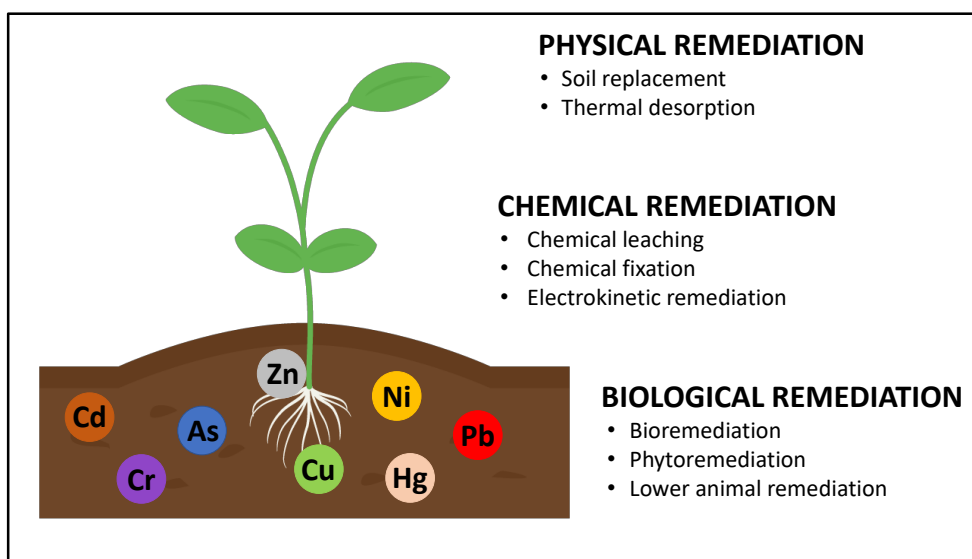 PHYSICAL REMEDIATION
• Soil replacement
• Thermal desorption
CHEMICAL REMEDIATION
• Chemical leaching
• Chemical fixation
• Electrokinetic remediation
Zn
Ni
Cd
As
Pb
Cr
Cu
Hg
BIOLOGICAL REMEDIATION
• Bioremediation
• Phytoremediation
• Lower animal remediation